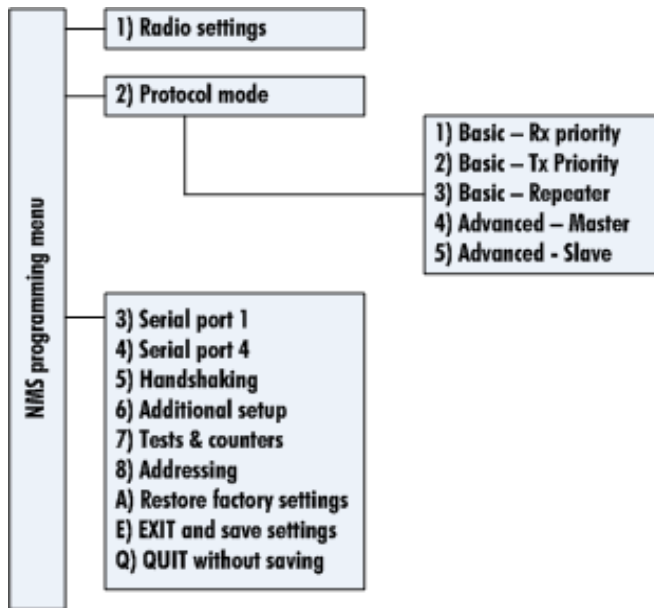 NMS programming menu
1) Radio settings
2) Protocol mode
1) Basic – Rx priority
2) Basic – Tx Priority
3) Basic – Repeater
4) Advanced – Master
5) Advanced - Slave
3) Serial port 1
4) Serial port 4
5) Handshaking
6) Additional setup
7) Tests & counters
8) Addressing
A) Restore factory settings
E) EXIT and save settings
Q) QUIT without saving